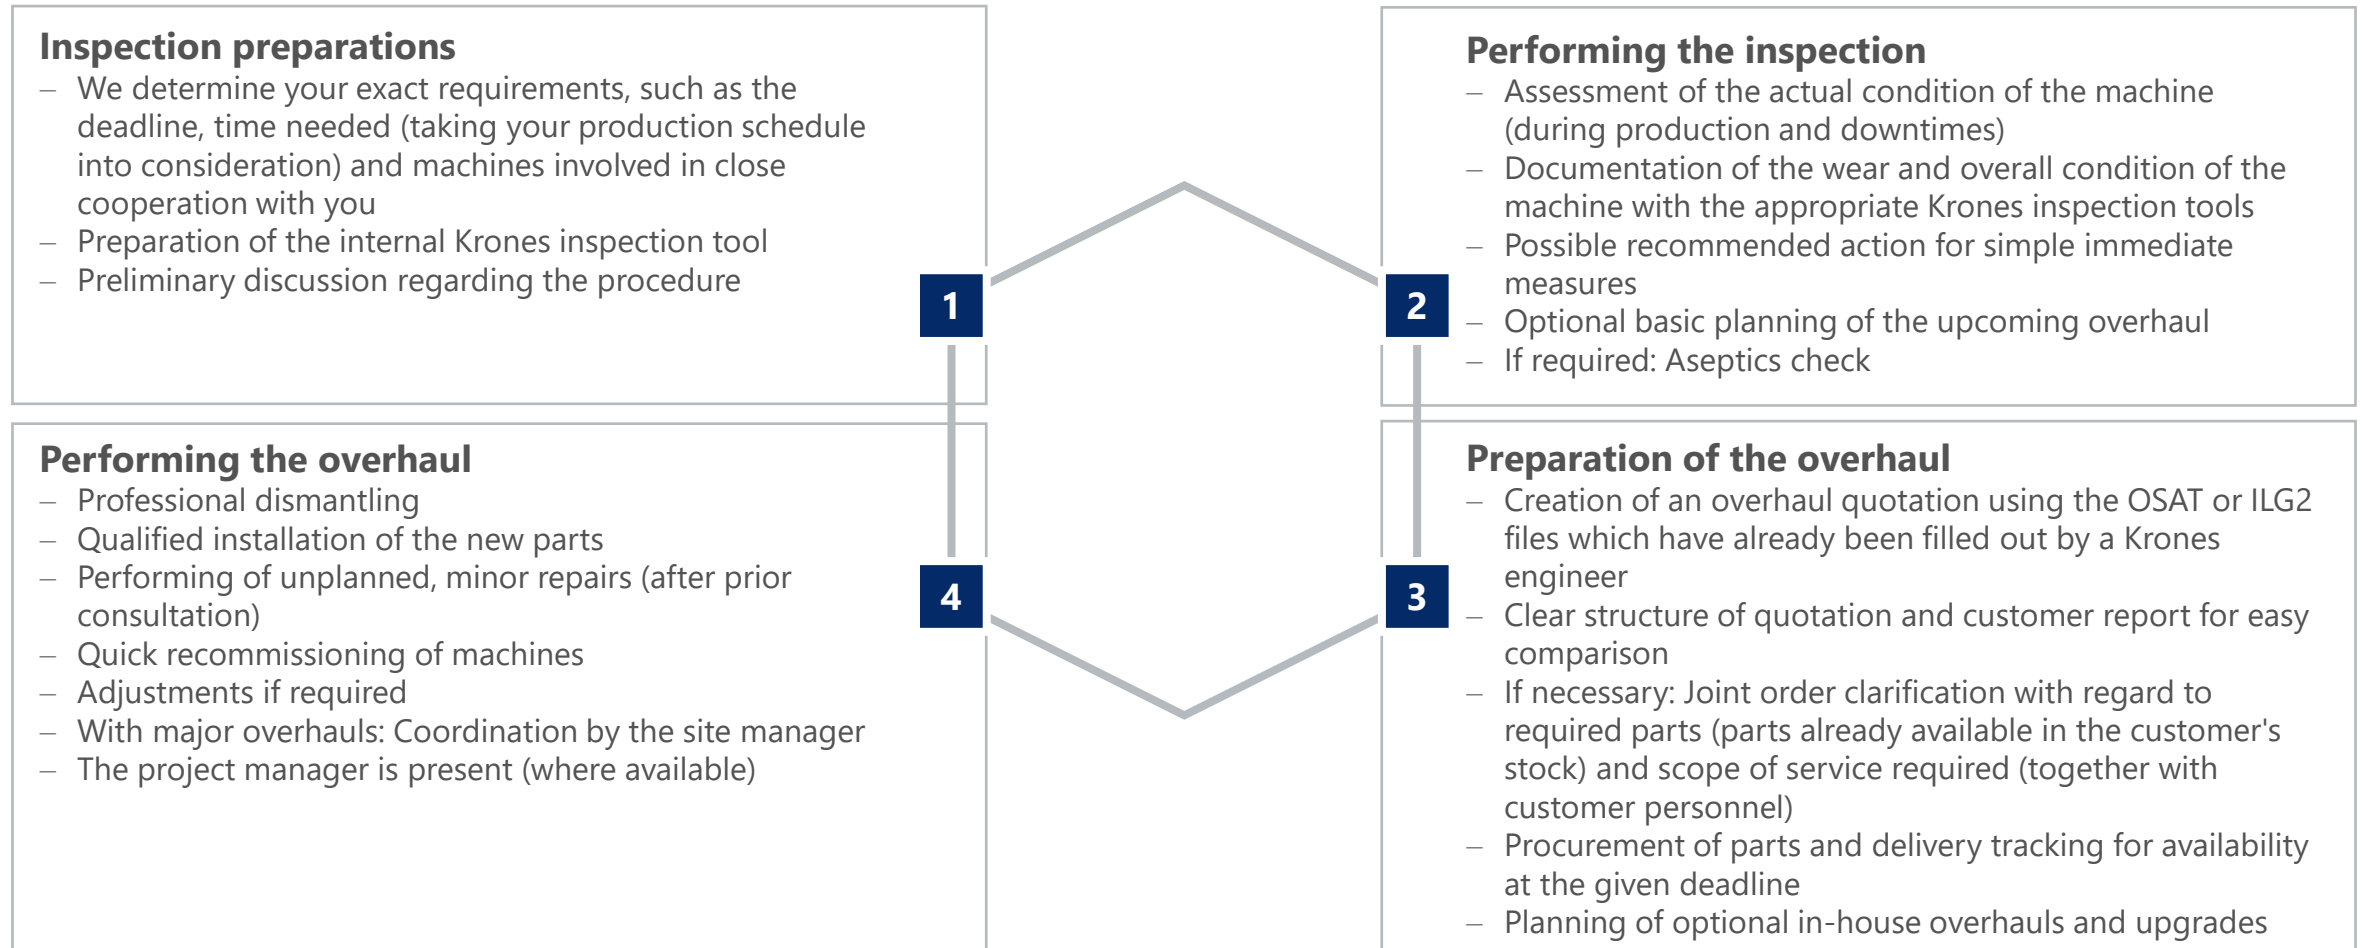 Inspection preparations
– We determine your exact requirements, such as the
deadline, time needed (taking your production schedule
into consideration) and machines involved in close
cooperation with you
– Preparation of the internal Krones inspection tool
– Preliminary discussion regarding the procedure
1
Performing the inspection
– Assessment of the actual condition of the machine
(during production and downtimes)
– Documentation of the wear and overall condition of the
machine with the appropriate Krones inspection tools
– Possible recommended action for simple immediate
measures
– Optional basic planning of the upcoming overhaul
– If required: Aseptics check
2
Performing the overhaul
– Professional dismantling
– Qualified installation of the new parts
– Performing of unplanned, minor repairs (after prior
consultation)
– Quick recommissioning of machines
– Adjustments if required
– With major overhauls: Coordination by the site manager
– The project manager is present (where available)
4
Preparation of the overhaul
– Creation of an overhaul quotation using the OSAT or ILG2
files which have already been filled out by a Krones
engineer
– Clear structure of quotation and customer report for easy
comparison
– If necessary: Joint order clarification with regard to
required parts (parts already available in the customer's
stock) and scope of service required (together with
customer personnel)
– Procurement of parts and delivery tracking for availability
at the given deadline
– Planning of optional in-house overhauls and upgrades
3